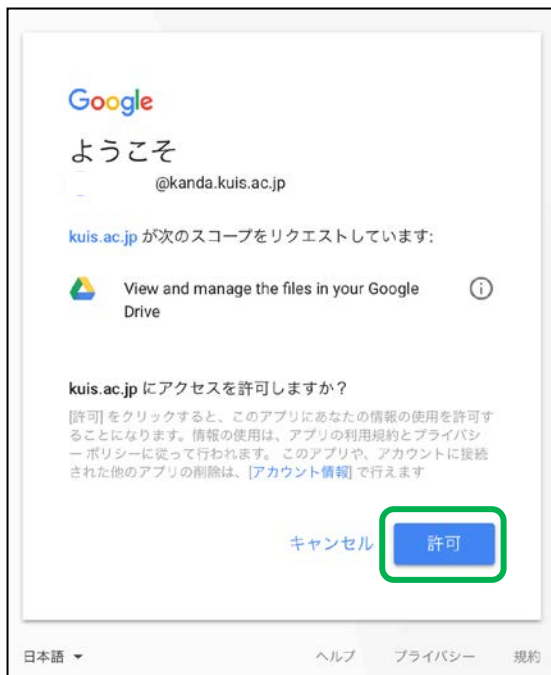 Google
ようこそ
@kanda.kuis.ac.jp
kuis.ac.jp が次のスコープをリクエストしています:
View and manage the files in your Google
Drive
kuis.ac.jp にアクセスを許可しますか？
[許可] をクリックすると、このアプリにあなたの情報の使用を許可す
ることになります。情報の使用は、アプリの利用規約とプライバシ
ー ポリシーに従って行われます。 このアプリや、アカウントに接続
された他のアプリの削除は、[アカウント情報] で行えます
キャンセル 許可
日本語 ヘルプ プライバシー 規約